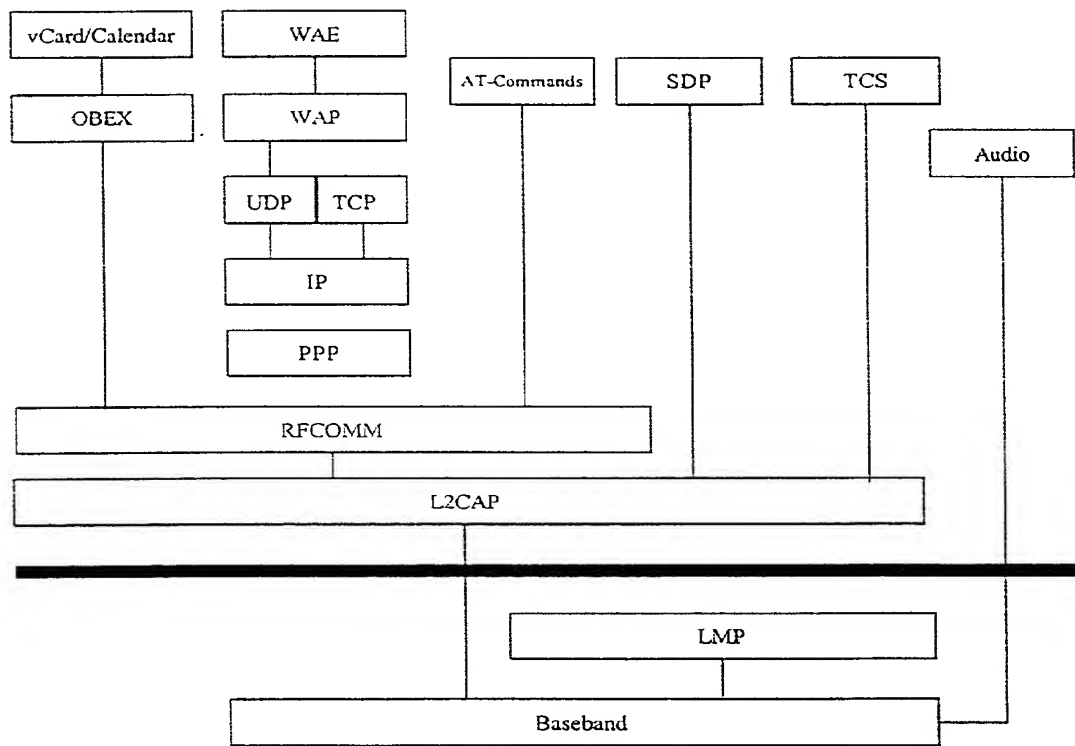 vCard/Calendar
WAE
AT-Commands
SDP
TCS
OBEX
WAP
Audio
UDP
TCP
IP
PPP
RFCOMM
L2CAP
LMP
Baseband